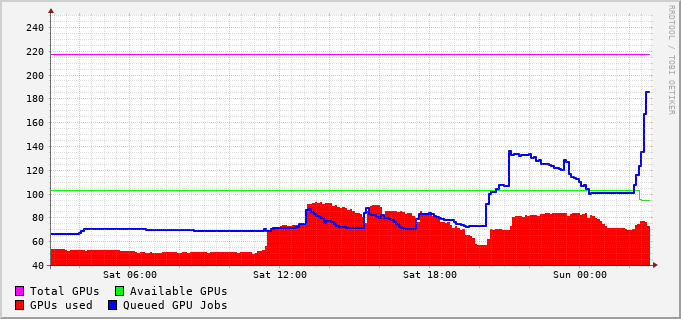 240
220
200
180
160
140
120
100
80
60
40
Sat 06:00 Sat 12:00 Sat 18:00 Sun 00:00
Total GPUs Available GPUs
GPUs used Queued GPU Jobs
RRDTOOL / TOBI OETIKER